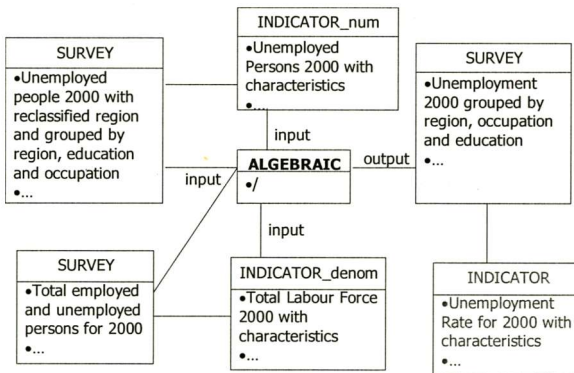 INDICATOR_num
•Unemployed
Persons 2000 with
characteristics
•...
SURVEY
•Unemployed
people 2000 with
reclassified region
and grouped by
region, education
and occupation
•...
SURVEY
•Unemployment
2000 grouped by
region, occupation
and education
•...
input
ALGEBRAIC
•/
output
input
input
SURVEY
•Total employed
and unemployed
persons for 2000
•...
INDICATOR_denom
•Total Labour Force
2000 with
characteristics
•...
INDICATOR
•Unemployment
Rate for 2000 with
characteristics
•...